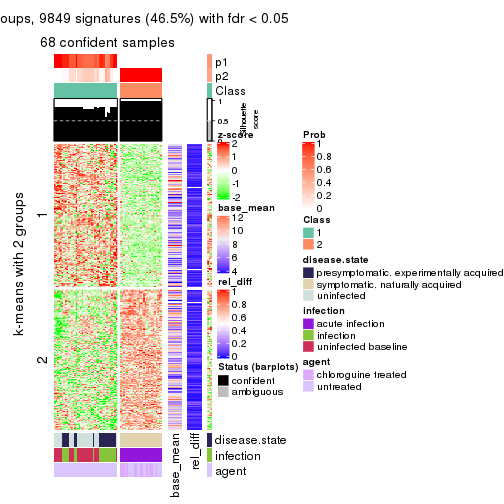 oups, 9849 signatures (46.5%) with fdr < 0.05
68 confident samples
p1
p2
Class
1
0.5
0
Silhouette
score
z-score
2
1
0
-1
-2
base_mean
12
10
8
6
4
rel_diff
1
0.8
0.6
0.4
0.2
0
Status (barplots)
confident
ambiguous
Prob
1
0.8
0.6
0.4
0.2
0
Class
1
2
disease.state
presymptomatic, experimentally acquired
symptomatic, naturally acquired
uninfected
infection
acute infection
infection
uninfected baseline
agent
chloroguine treated
untreated
k-means with 2 groups
1
2
base_mean
rel_diff
disease.state
infection
agent